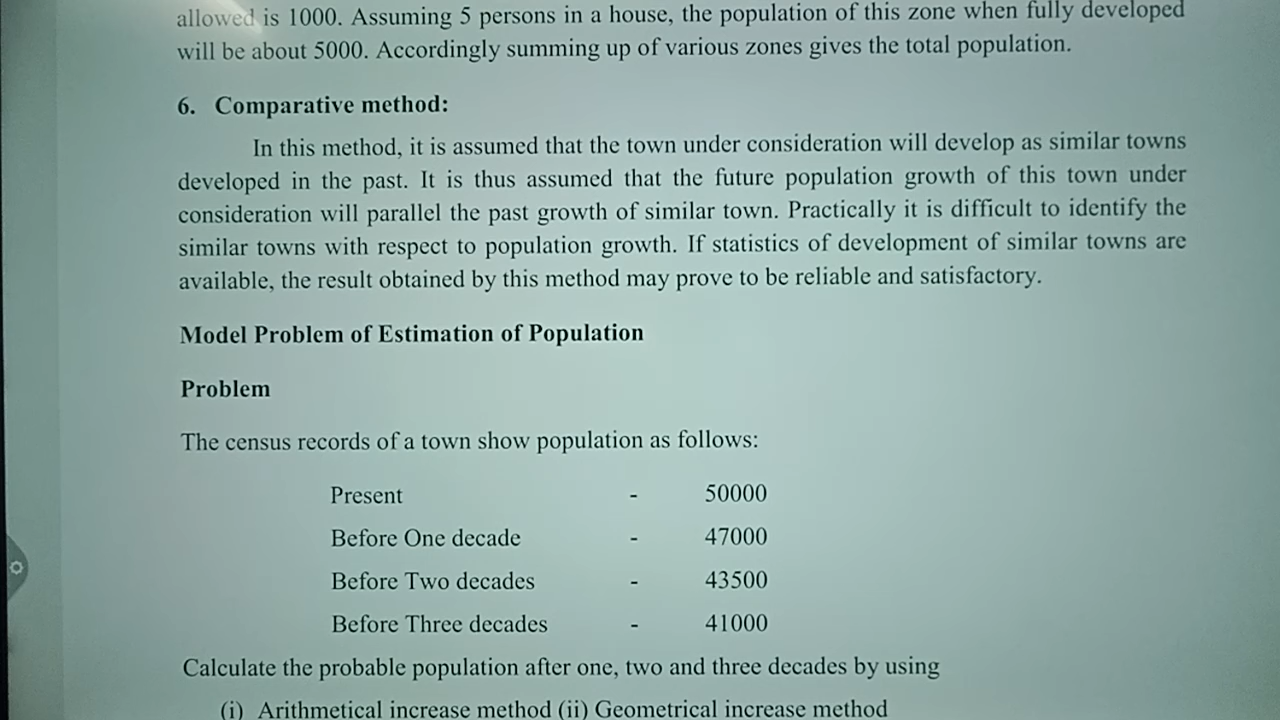 allowed is 1000. Assuming 5 persons in a house, the population of this zone when fully developed
will be about 5000. Accordingly summing up of various zones gives the total population.
6. Comparative method:
In this method, it is assumed that the town under consideration will develop as similar towns
developed in the past. It is thus assumed that the future population growth of this town under
consideration will parallel the past growth of similar town. Practically it is difficult to identify the
similar towns with respect to population growth. If statistics of development of similar towns are
available, the result obtained by this method may prove to be reliable and satisfactory.
Model Problem of Estimation of Population
Problem
The census records of a town show population as follows:
Present - 50000
Before One decade - 47000
Before Two decades - 43500
Before Three decades - 41000
Calculate the probable population after one, two and three decades by using
(i) Arithmetical increase method (ii) Geometrical increase method